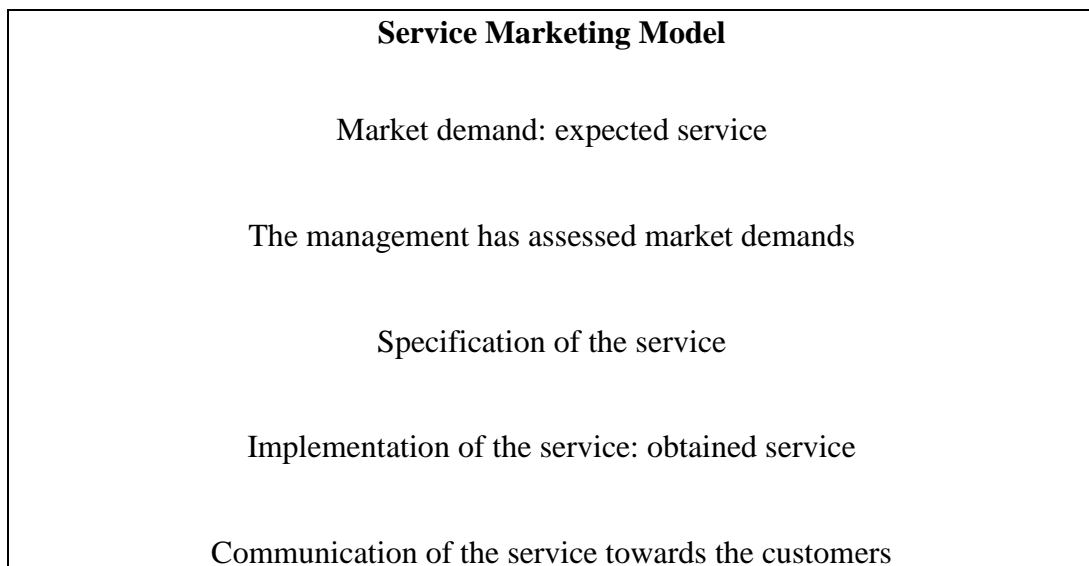 Service Marketing Model
Market demand: expected service
The management has assessed market demands
Specification of the service
Implementation of the service: obtained service
Communication of the service towards the customers